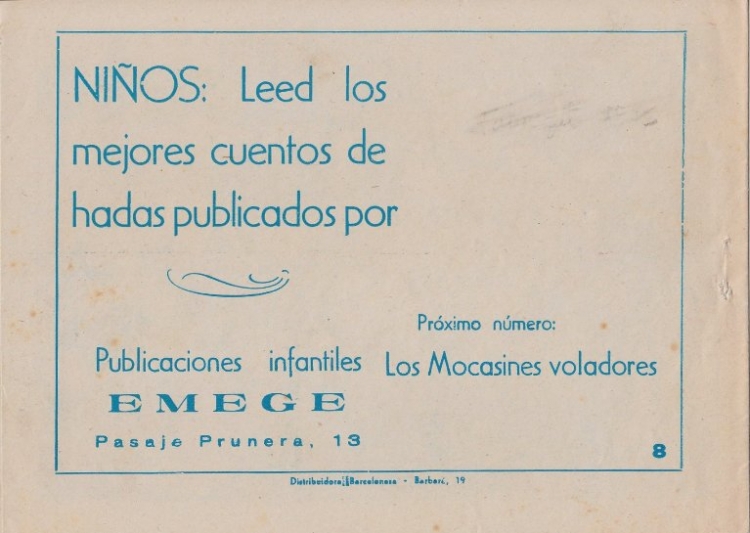 NIÑOS: Leed los
mejores cuentos de
hadas publicados por
Próximo número:
Los Mocasines voladores
Publicaciones infantiles
EMEGE
Pasaje Prunera, 13
8
Distribuidora Barcelonesa - Barbará, 19